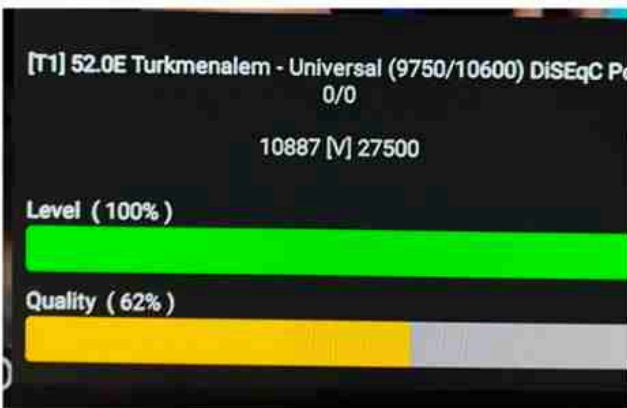 [T1] 52.0E Turkmenalem - Universal (9750/10600) DiSEqC
0/0
10887 [V] 27500
Level ( 100% )
Quality ( 62% )